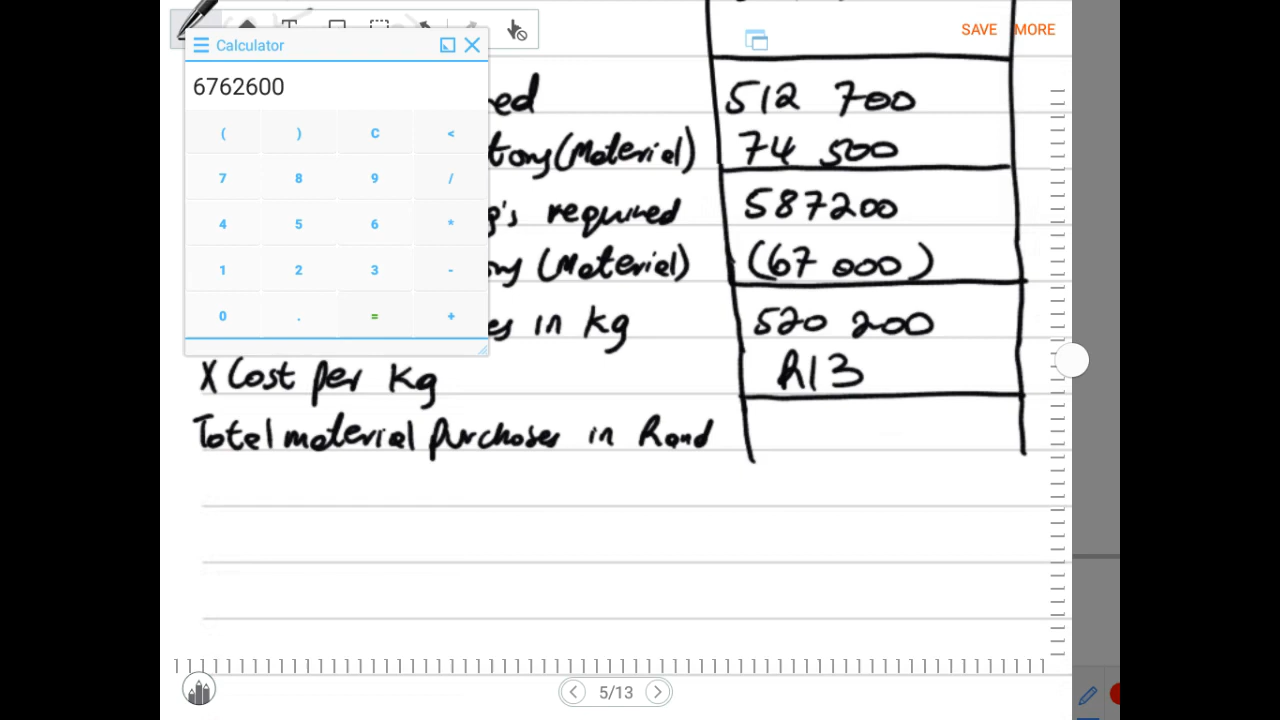 SAVE MORE
Calculator
6762600
( ) C <
7 8 9 /
4 5 6 *
1 2 3 -
0 . = +
ed 512 700
tory (Material) 74 500
g's required 587200
ory (Material) (67 000)
es in kg 520 200
X Cost per kg R13
Total material purchases in Rand
5/13